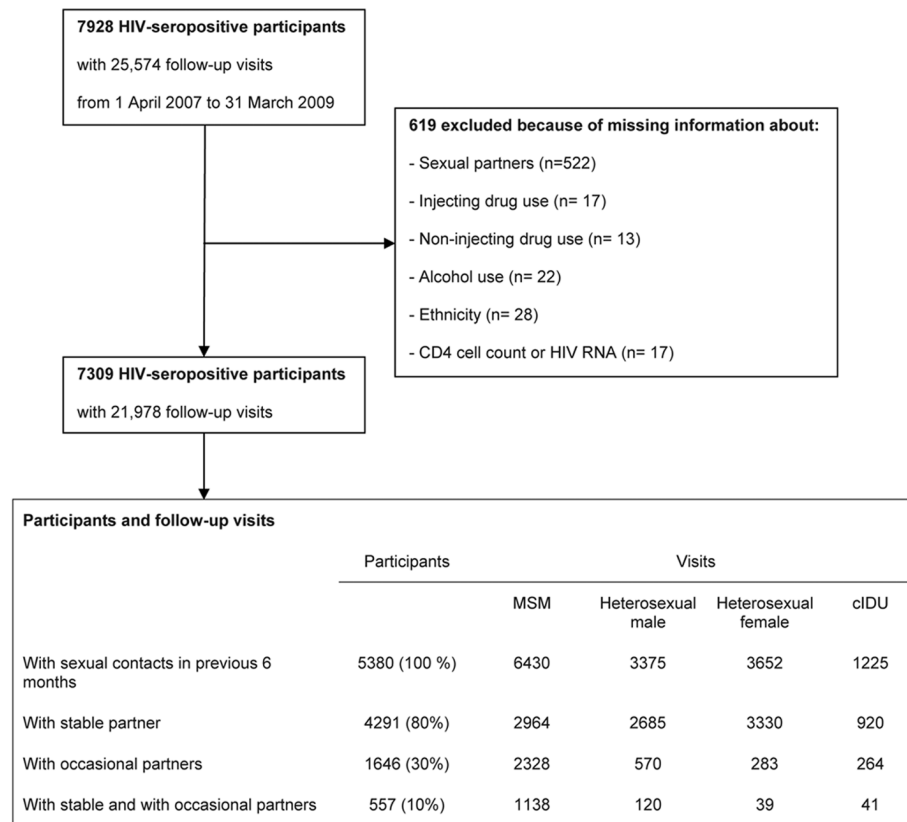 7928 HIV-seropositive participants
with 25,574 follow-up visits
from 1 April 2007 to 31 March 2009
619 excluded because of missing information about:
- Sexual partners (n=522)
- Injecting drug use (n= 17)
- Non-injecting drug use (n= 13)
- Alcohol use (n= 22)
- Ethnicity (n= 28)
- CD4 cell count or HIV RNA (n= 17)
7309 HIV-seropositive participants
with 21,978 follow-up visits
Participants and follow-up visits
Participants Visits
MSM Heterosexual male Heterosexual female cIDU
With sexual contacts in previous 6 months 5380 (100 %) 6430 3375 3652 1225
With stable partner 4291 (80%) 2964 2685 3330 920
With occasional partners 1646 (30%) 2328 570 283 264
With stable and with occasional partners 557 (10%) 1138 120 39 41